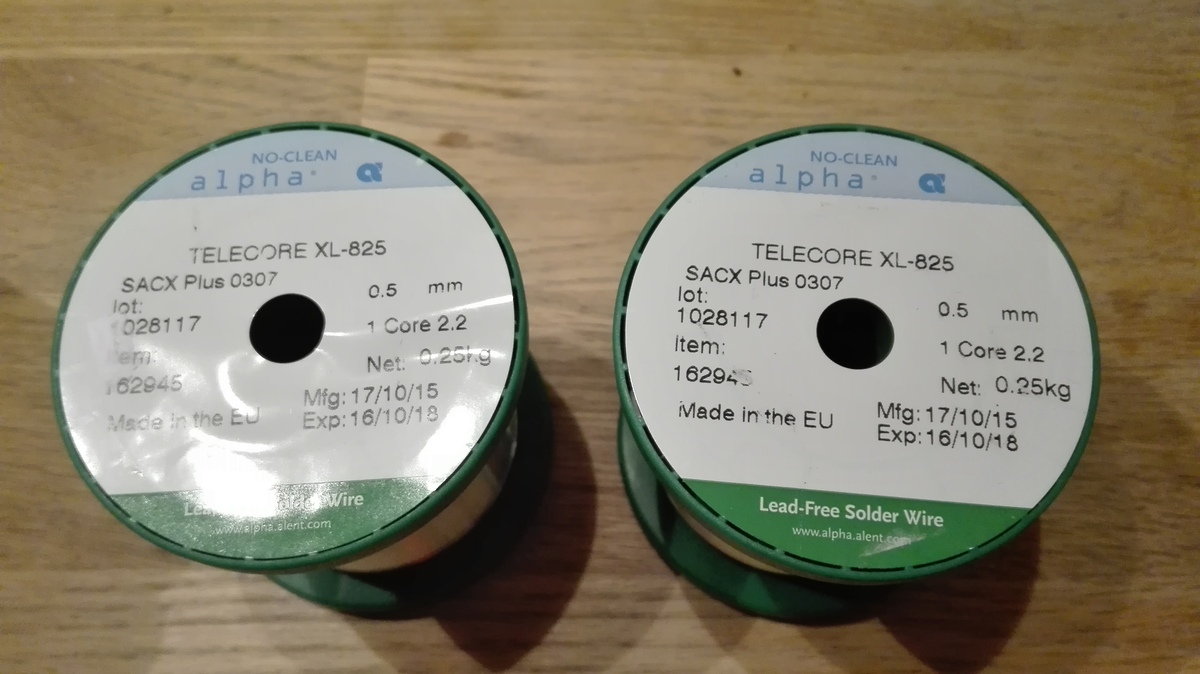 NO-CLEAN
alpha®
TELECORE XL-825
SACX Plus 0307
lot:
1028117
0.5 mm
1 Core 2.2
162945
Net: 0.25kg
Made in the EU
Mfg: 17/10/15
Exp: 16/10/18
Wire
www.alpha.alent.com
NO-CLEAN
alpha®
TELECORE XL-825
SACX Plus 0307
lot:
1028117
0.5 mm
Item:
1 Core 2.2
162945
Net: 0.25kg
Made in the EU
Mfg: 17/10/15
Exp: 16/10/18
Lead-Free Solder Wire
www.alpha.alent.com